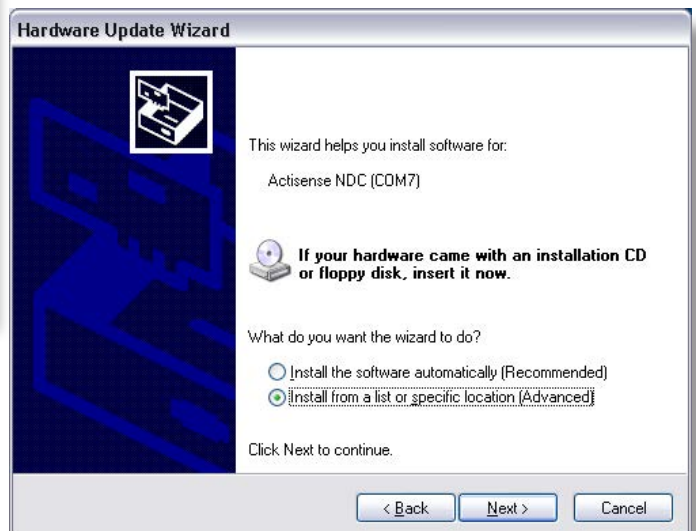 Hardware Update Wizard
This wizard helps you install software for:
Actisense NDC (COM7)
If your hardware came with an installation CD
or floppy disk, insert it now.
What do you want the wizard to do?
Install the software automatically (Recommended)
Install from a list or specific location (Advanced)
Click Next to continue.
< Back
Next >
Cancel